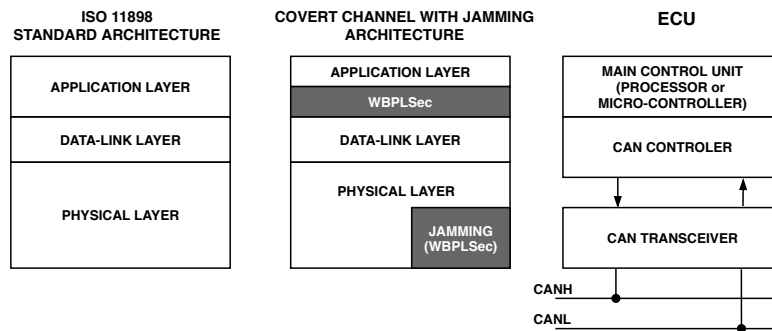 ISO 11898
STANDARD ARCHITECTURE
APPLICATION LAYER
DATA-LINK LAYER
PHYSICAL LAYER
COVERT CHANNEL WITH JAMMING
ARCHITECTURE
APPLICATION LAYER
WBPLSec
DATA-LINK LAYER
PHYSICAL LAYER
JAMMING
(WBPLSec)
ECU
MAIN CONTROL UNIT
(PROCESSOR or
MICRO-CONTROLLER)
CAN CONTROLER
CAN TRANSCEIVER
CANH
CANL